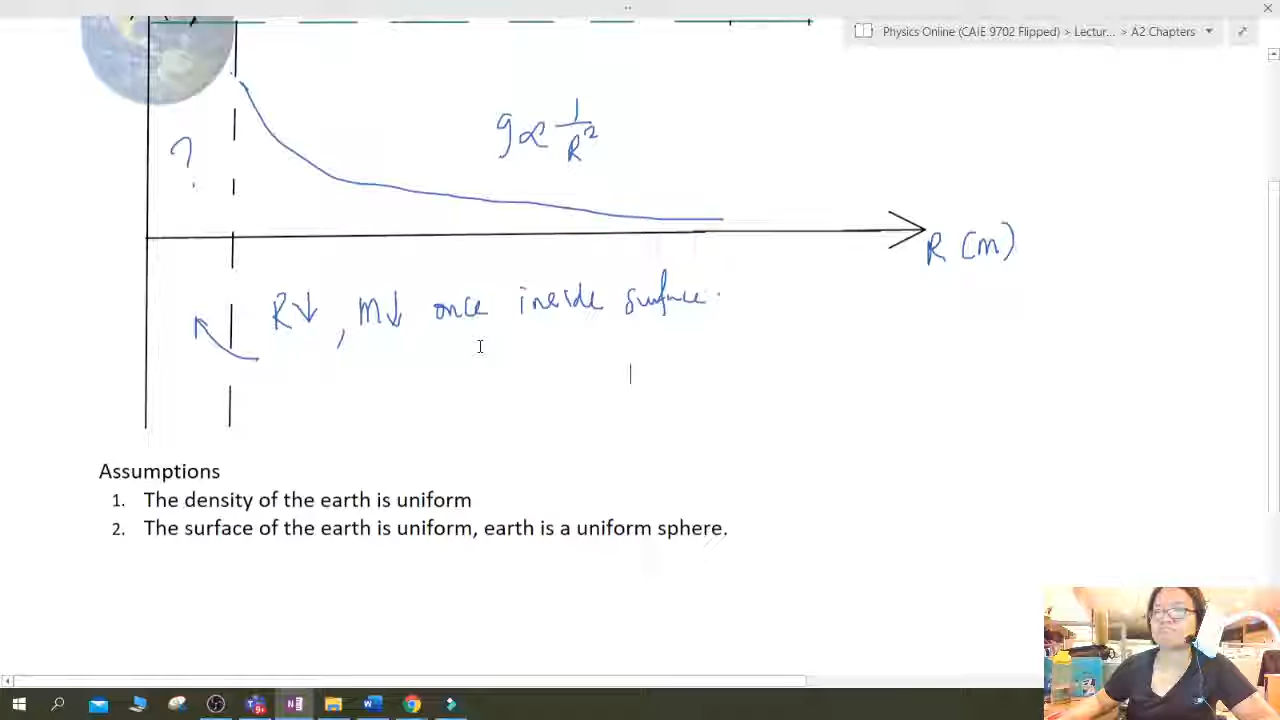 Physics Online (CAIE 9702 Flipped) > Lectur... > A2 Chapters
g ∝ 1/R²
?
R (m)
R↓, M↓ once inside surface.
Assumptions
1. The density of the earth is uniform
2. The surface of the earth is uniform, earth is a uniform sphere.